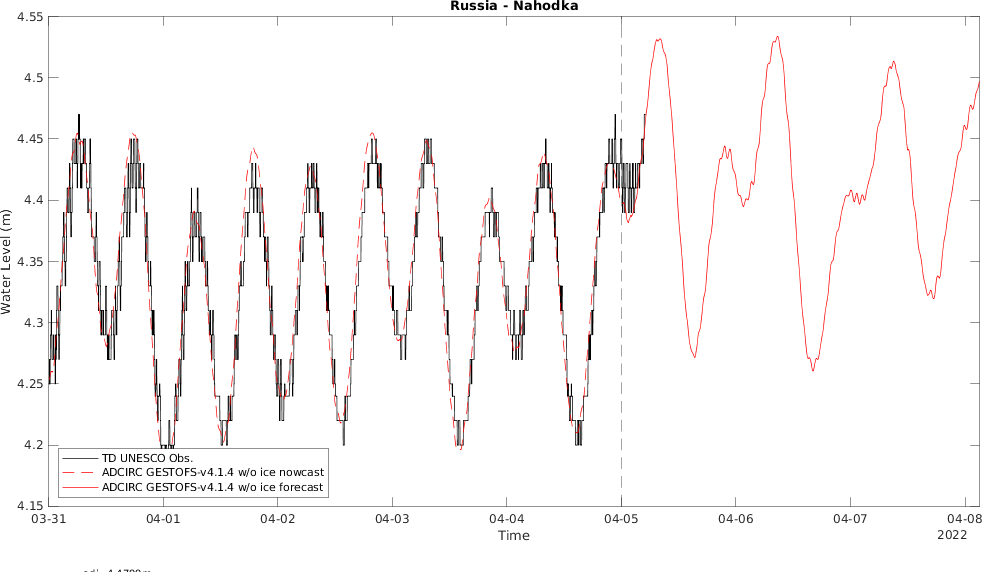 Russia - Nahodka
4.55
4.5
4.45
4.4
4.35
4.3
4.25
4.2
4.15
Water Level (m)
TD UNESCO Obs.
ADCIRC GESTOFS-v4.1.4 w/o ice nowcast
ADCIRC GESTOFS-v4.1.4 w/o ice forecast
03-31 04-01 04-02 04-03 04-04 04-05 04-06 04-07 04-08
Time
2022